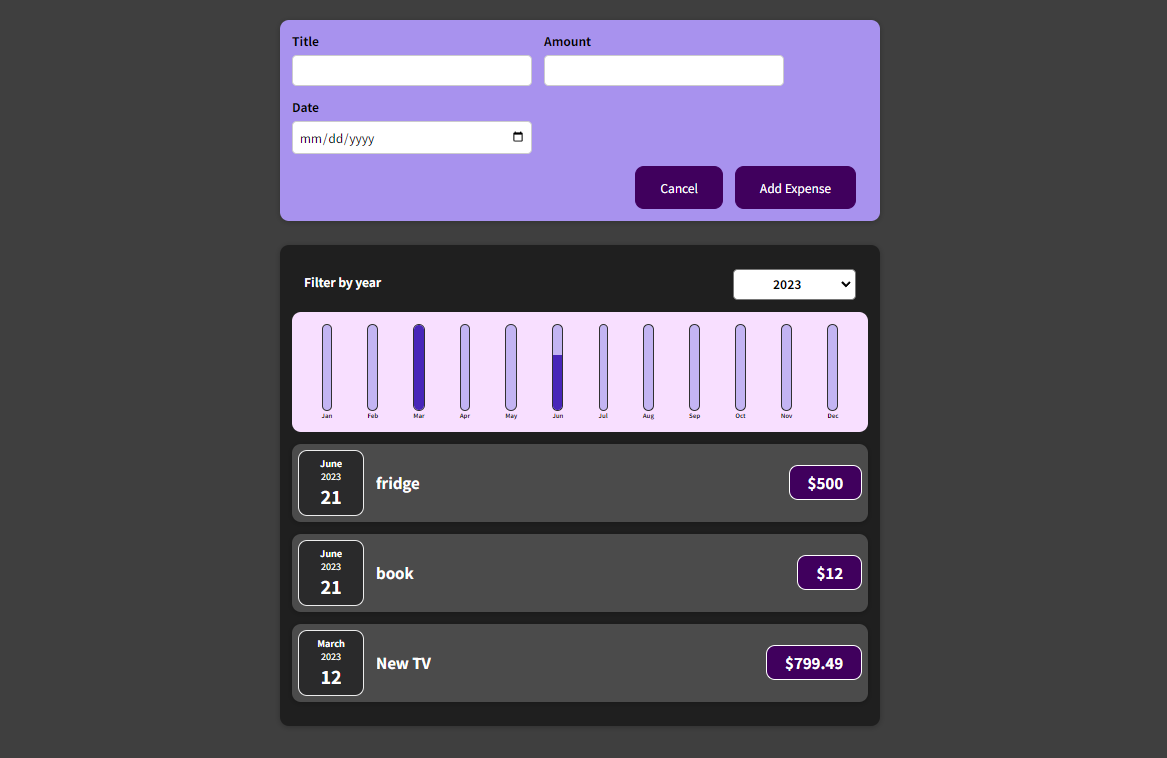 Title Amount
Date
mm/dd/yyyy
Cancel Add Expense
Filter by year 2023
Jan Feb Mar Apr May Jun Jul Aug Sep Oct Nov Dec
June
2023
21
fridge
$500
June
2023
21
book
$12
March
2023
12
New TV
$799.49